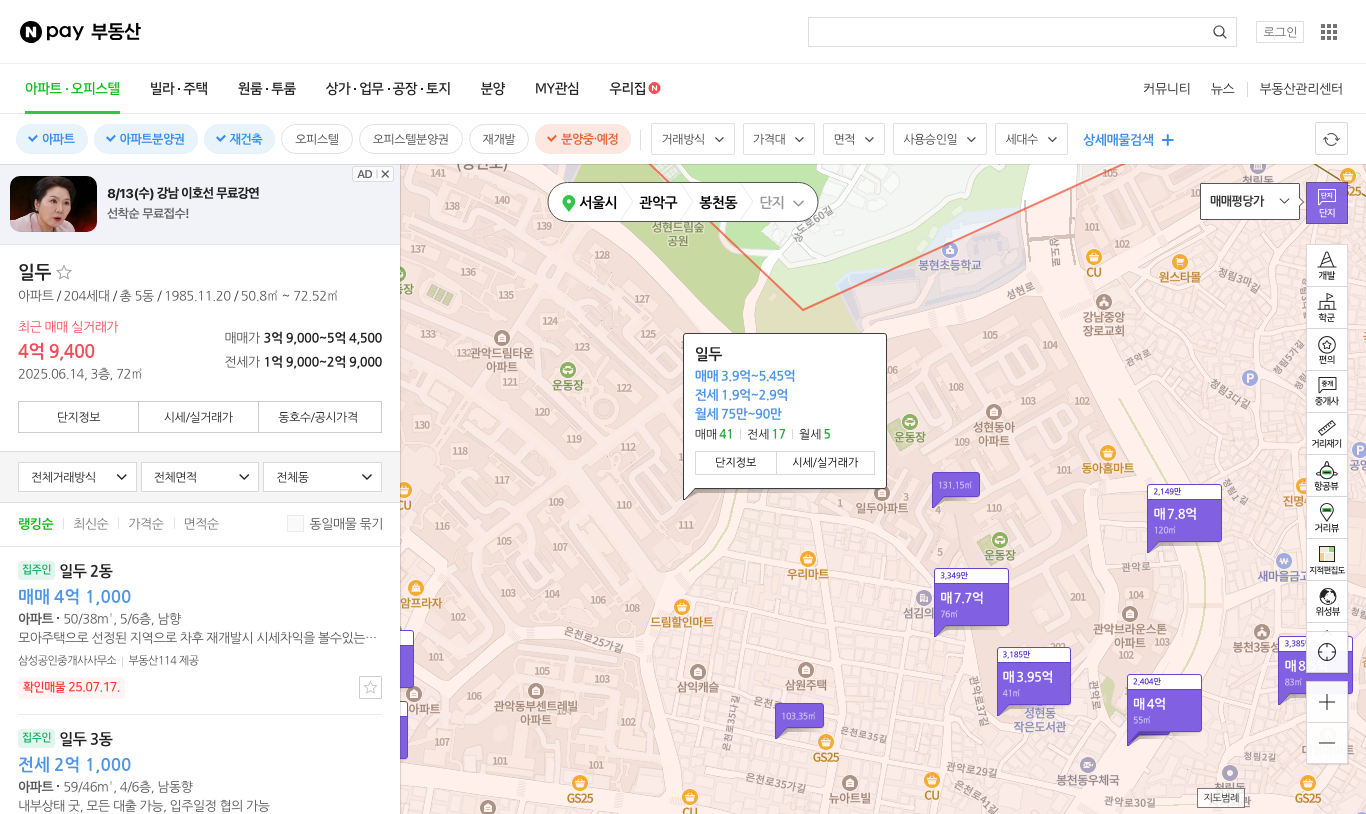 N pay 부동산
로그인
아파트·오피스텔
빌라·주택
원룸·투룸
상가·업무·공장·토지
분양
MY관심
우리집 N
커뮤니티
뉴스
부동산관리센터
아파트
아파트분양권
재건축
오피스텔
오피스텔분양권
재개발
분양중·예정
거래방식
가격대
면적
사용승인일
세대수
상세매물검색
AD
8/13(수) 강남 이호선 무료강연
선착순 무료접수!
일두
아파트 / 204세대 / 총 5동 / 1985.11.20 / 50.8㎡ ~ 72.52㎡
최근 매매 실거래가
4억 9,400
2025.06.14, 3층, 72㎡
매매가 3억 9,000~5억 4,500
전세가 1억 9,000~2억 9,000
단지정보
시세/실거래가
동호수/공시가격
전체거래방식
전체면적
전체동
랭킹순
최신순
가격순
면적순
동일매물 묶기
집주인 일두 2동
매매 4억 1,000
아파트 · 50/38m², 5/6층, 남향
모아주택으로 선정된 지역으로 차후 재개발시 시세차익을 볼수있는…
삼성공인중개사사무소
부동산114 제공
확인매물 25.07.17.
집주인 일두 3동
전세 2억 1,000
아파트 · 59/46m², 4/6층, 남동향
내부상태 굿, 모든 대출 가능, 입주일정 협의 가능
서울시
관악구
봉천동
단지
매매평당가
단지
단지
개발
학군
편의
중개
중개사
거리재기
항공뷰
거리뷰
지적편집도
위성뷰
지도범례
일두
매매 3.9억~5.45억
전세 1.9억~2.9억
월세 75만~90만
매매 41
전세 17
월세 5
단지정보
시세/실거래가
성현드림숲
공원
상도로60길
봉현초등학교
상도로
성현로
CU
원스타몰
청림3길
강남중앙
장로교회
관악드림타운
아파트
운동장
운동장
성현동아
아파트
동아홈마트
청림5가길
청림3다길
P
일두아파트
운동장
우리마트
드림할인마트
은천로25가길
삼익캐슬
삼원주택
관악동부센트레빌
아파트
관악로
관악로
관악브라운스톤
아파트
관악로37길
성현동
작은도서관
은천로35나길
은천로35길
은천로35가길
은천로41길
관악로29길
관악로30길
봉천동우체국
청림2길
GS25
GS25
GS25
CU
CU
뉴아트빌
131.15㎡
103.35㎡
2,149만
매 7.8억
120㎡
3,349만
매 7.7억
76㎡
3,185만
매 3.95억
41㎡
2,404만
매 4억
55㎡